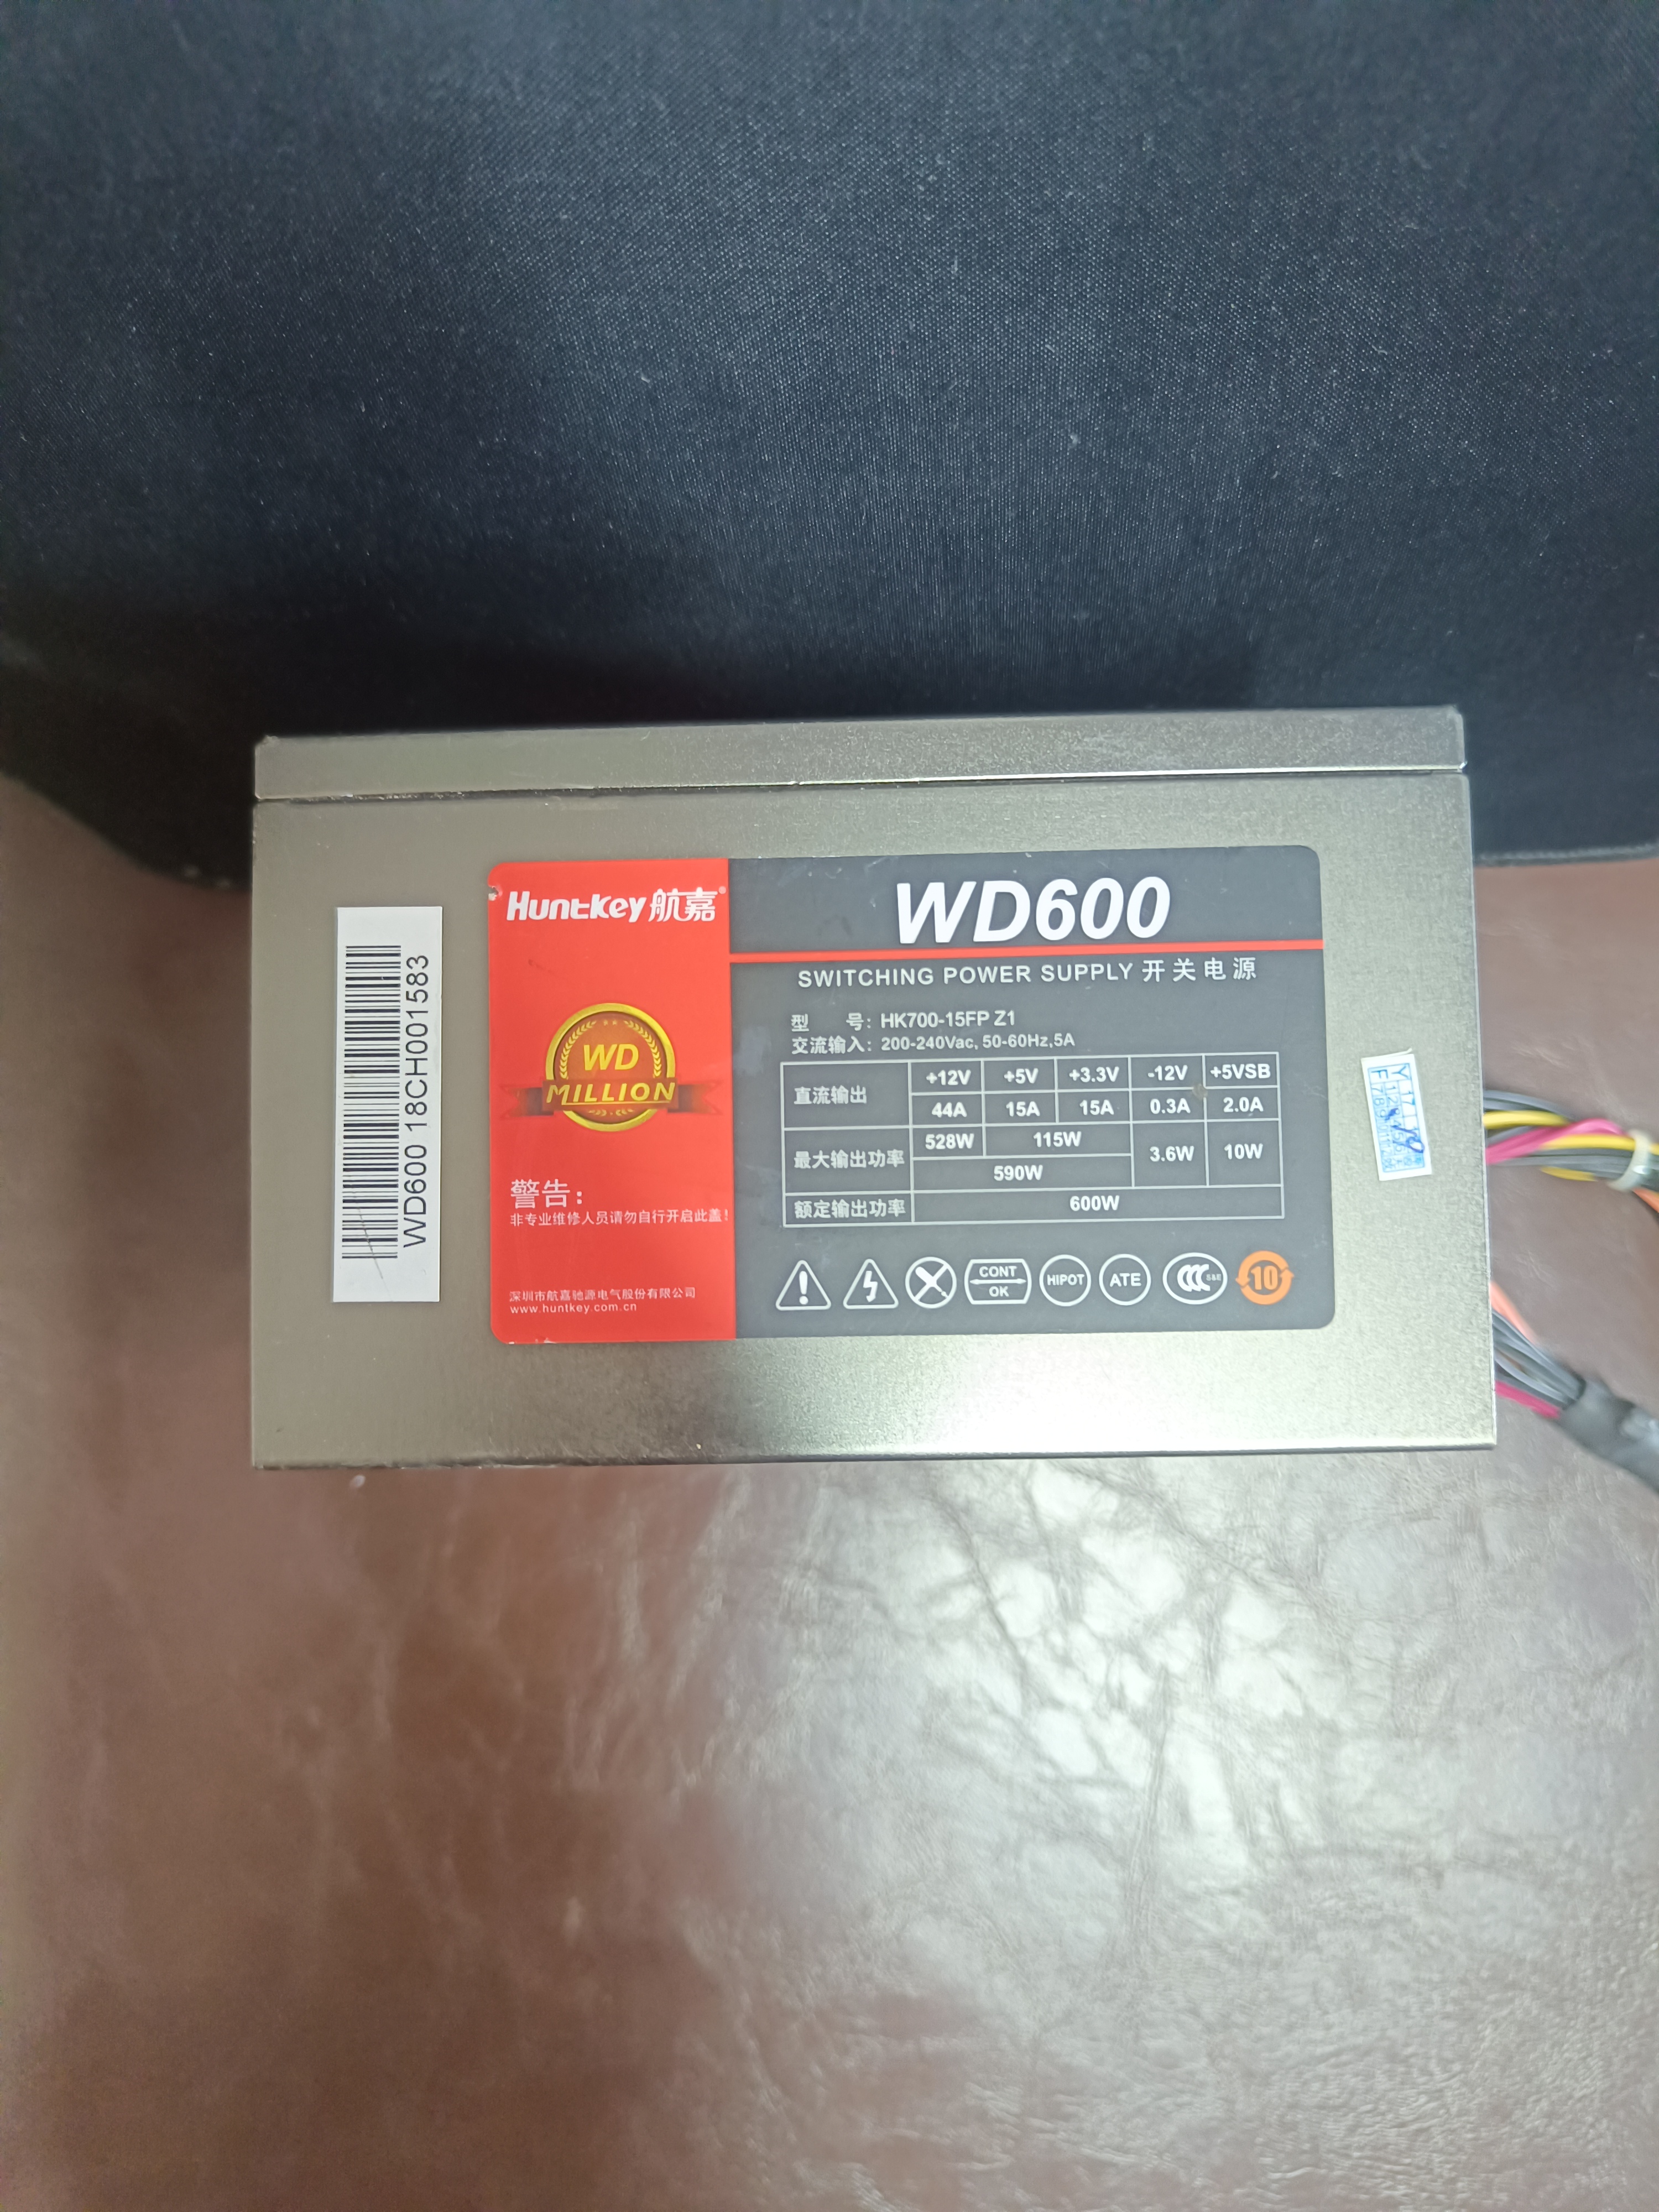 WD600 18CH001583
Huntkey航嘉®
WD
MILLION
警告：
非专业维修人员请勿自行开启此盖！
深圳市航嘉驰源电气股份有限公司
www.huntkey.com.cn
WD600
SWITCHING POWER SUPPLY 开关电源
型 号：HK700-15FP Z1
交流输入：200-240Vac, 50-60Hz,5A
直流输出 +12V +5V +3.3V -12V +5VSB
44A 15A 15A 0.3A 2.0A
最大输出功率 528W 115W 3.6W 10W
590W
额定输出功率 600W
CONT
OK
HIPOT
ATE
CCC S&E
10